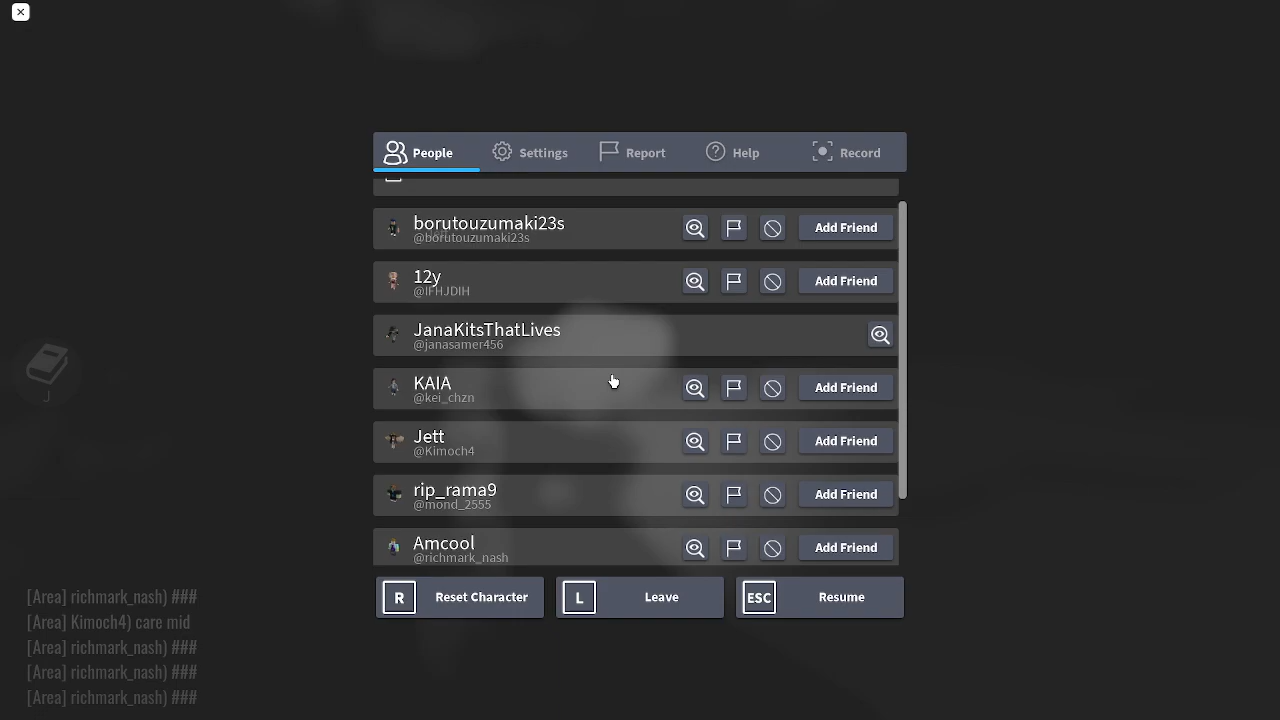 People
Settings
Report
Help
Record
borutouzumaki23s
@borutouzumaki23s
Add Friend
12y
@IFHJDIH
Add Friend
JanaKitsThatLives
@janasamer456
KAIA
@kei_chzn
Add Friend
Jett
@Kimoch4
Add Friend
rip_rama9
@mond_2555
Add Friend
Amcool
@richmark_nash
Add Friend
R Reset Character
L Leave
ESC Resume
J
[Area] richmark_nash) ###
[Area] Kimoch4) care mid
[Area] richmark_nash) ###
[Area] richmark_nash) ###
[Area] richmark_nash) ###